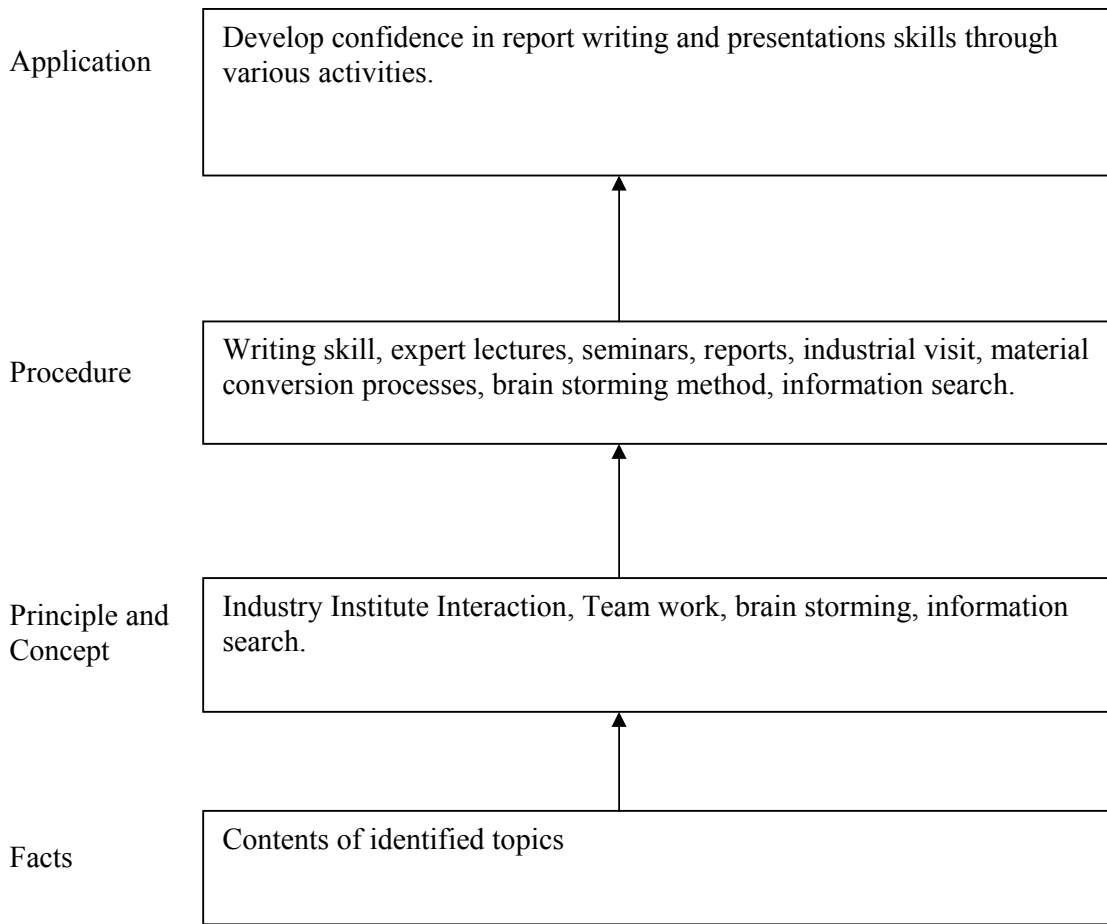 Application
Develop confidence in report writing and presentations skills through
various activities.
Procedure
Writing skill, expert lectures, seminars, reports, industrial visit, material
conversion processes, brain storming method, information search.
Principle and
Concept
Industry Institute Interaction, Team work, brain storming, information
search.
Facts
Contents of identified topics